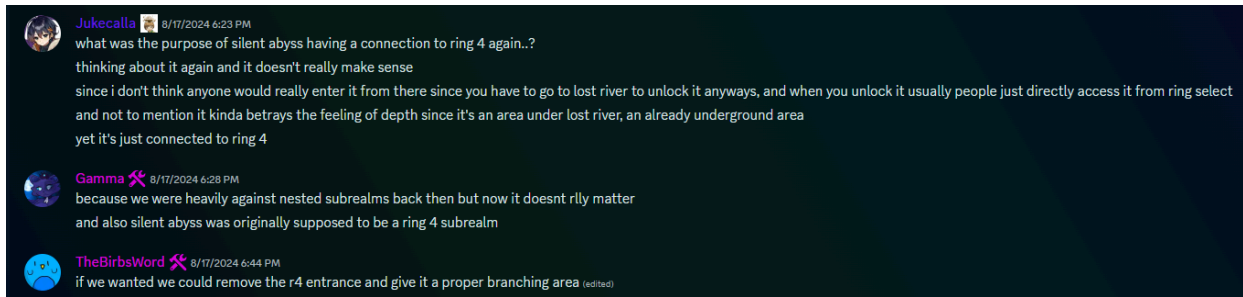 Jukecalla 8/17/2024 6:23 PM
what was the purpose of silent abyss having a connection to ring 4 again..?
thinking about it again and it doesn't really make sense
since i don't think anyone would really enter it from there since you have to go to lost river to unlock it anyways, and when you unlock it usually people just directly access it from ring select
and not to mention it kinda betrays the feeling of depth since it's an area under lost river, an already underground area
yet it's just connected to ring 4
Gamma 8/17/2024 6:28 PM
because we were heavily against nested subrealms back then but now it doesnt rlly matter
and also silent abyss was originally supposed to be a ring 4 subrealm
TheBirbsWord 8/17/2024 6:44 PM
if we wanted we could remove the r4 entrance and give it a proper branching area (edited)